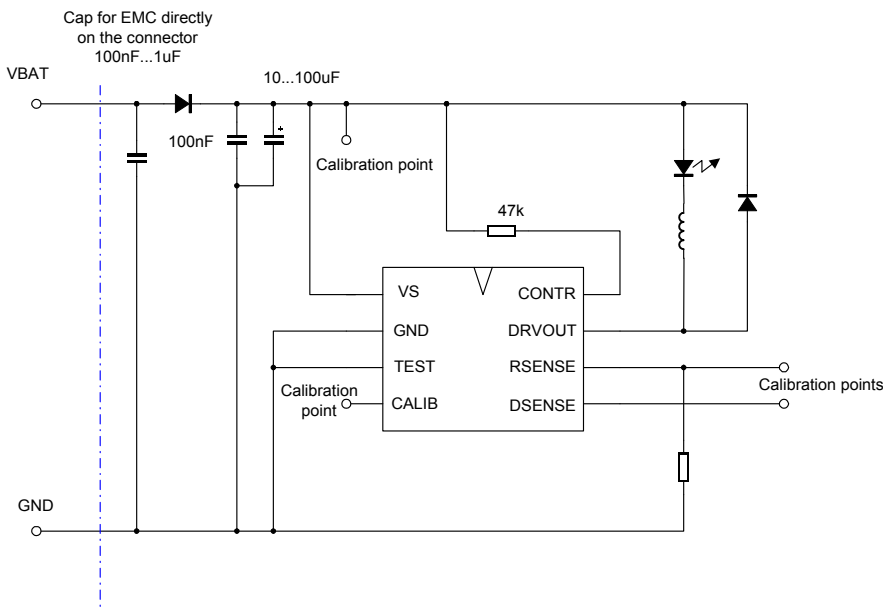 Cap for EMC directly
on the connector
100nF...1uF
VBAT
10...100uF
+
100nF
Calibration point
47k
VS
CONTR
GND
DRVOUT
TEST
RSENSE
Calibration
point
CALIB
DSENSE
Calibration points
GND